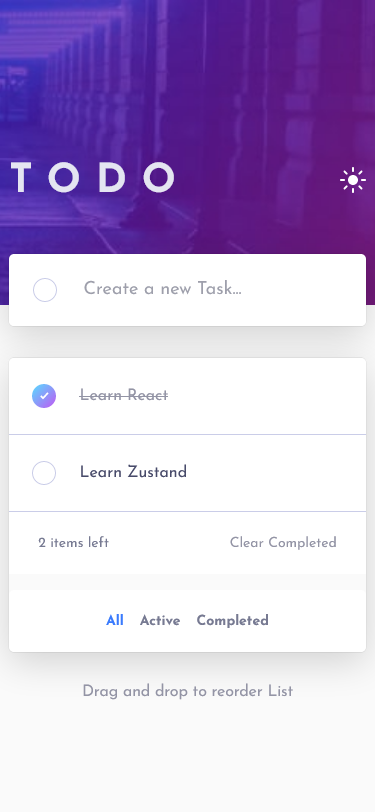 TODO
Create a new Task...
Learn React
Learn Zustand
2 items left Clear Completed
All Active Completed
Drag and drop to reorder List